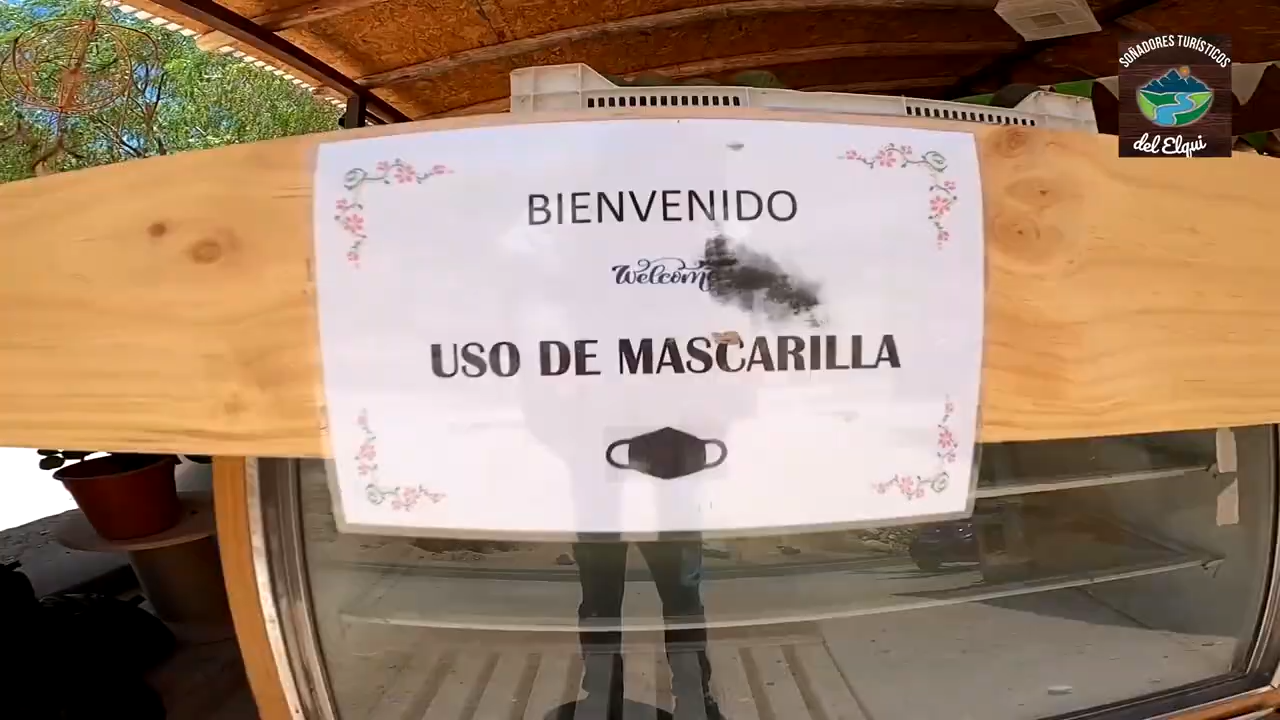 SOÑADORES TURÍSTICOS
del Elqui
BIENVENIDO
Welcome
USO DE MASCARILLA